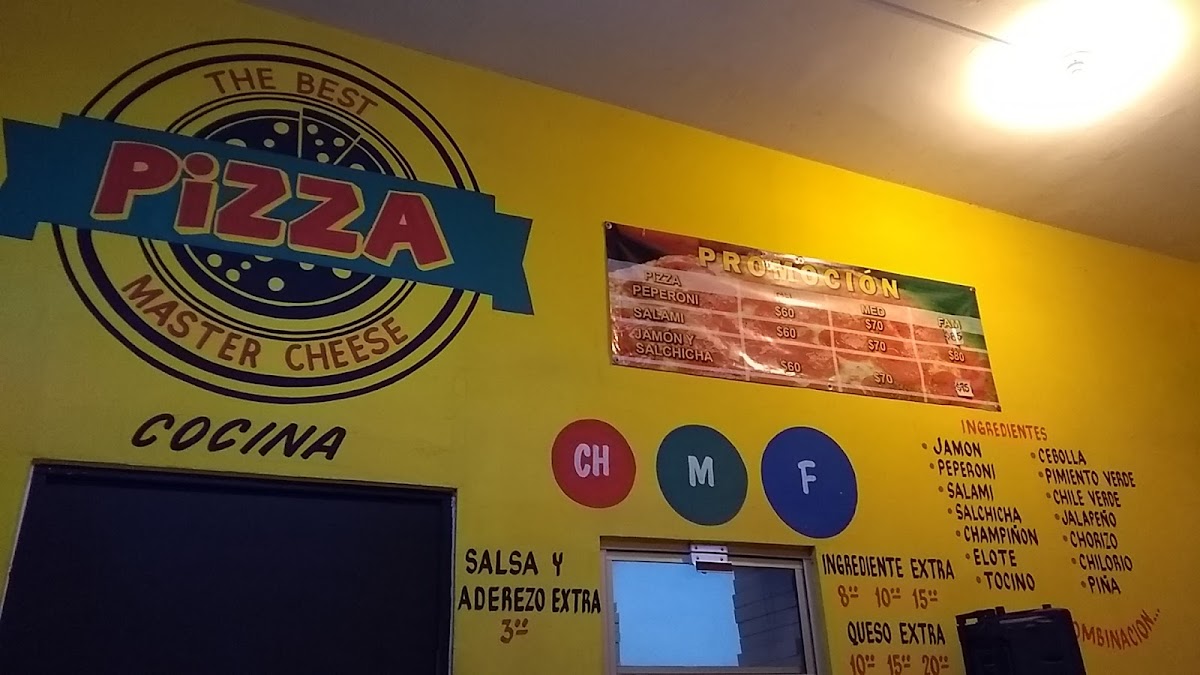 THE BEST
PiZZA
MASTER CHEESE
COCINA
PROMOCIÓN
PIZZA
MED
FAM
PEPERONI $60 $70
SALAMI $60 $70 $80
JAMÓN Y
SALCHICHA $60 $70
CH M F
INGREDIENTES
• JAMON
• PEPERONI
• SALAMI
• SALCHICHA
• CHAMPIÑON
• ELOTE
• TOCINO
• CEBOLLA
• PIMIENTO VERDE
• CHILE VERDE
• JALAPEÑO
• CHORIZO
• CHILORIO
• PIÑA
SALSA Y
ADEREZO EXTRA
3.00
INGREDIENTE EXTRA
8.00 10.00 15.00
QUESO EXTRA
10.00 15.00 20.00